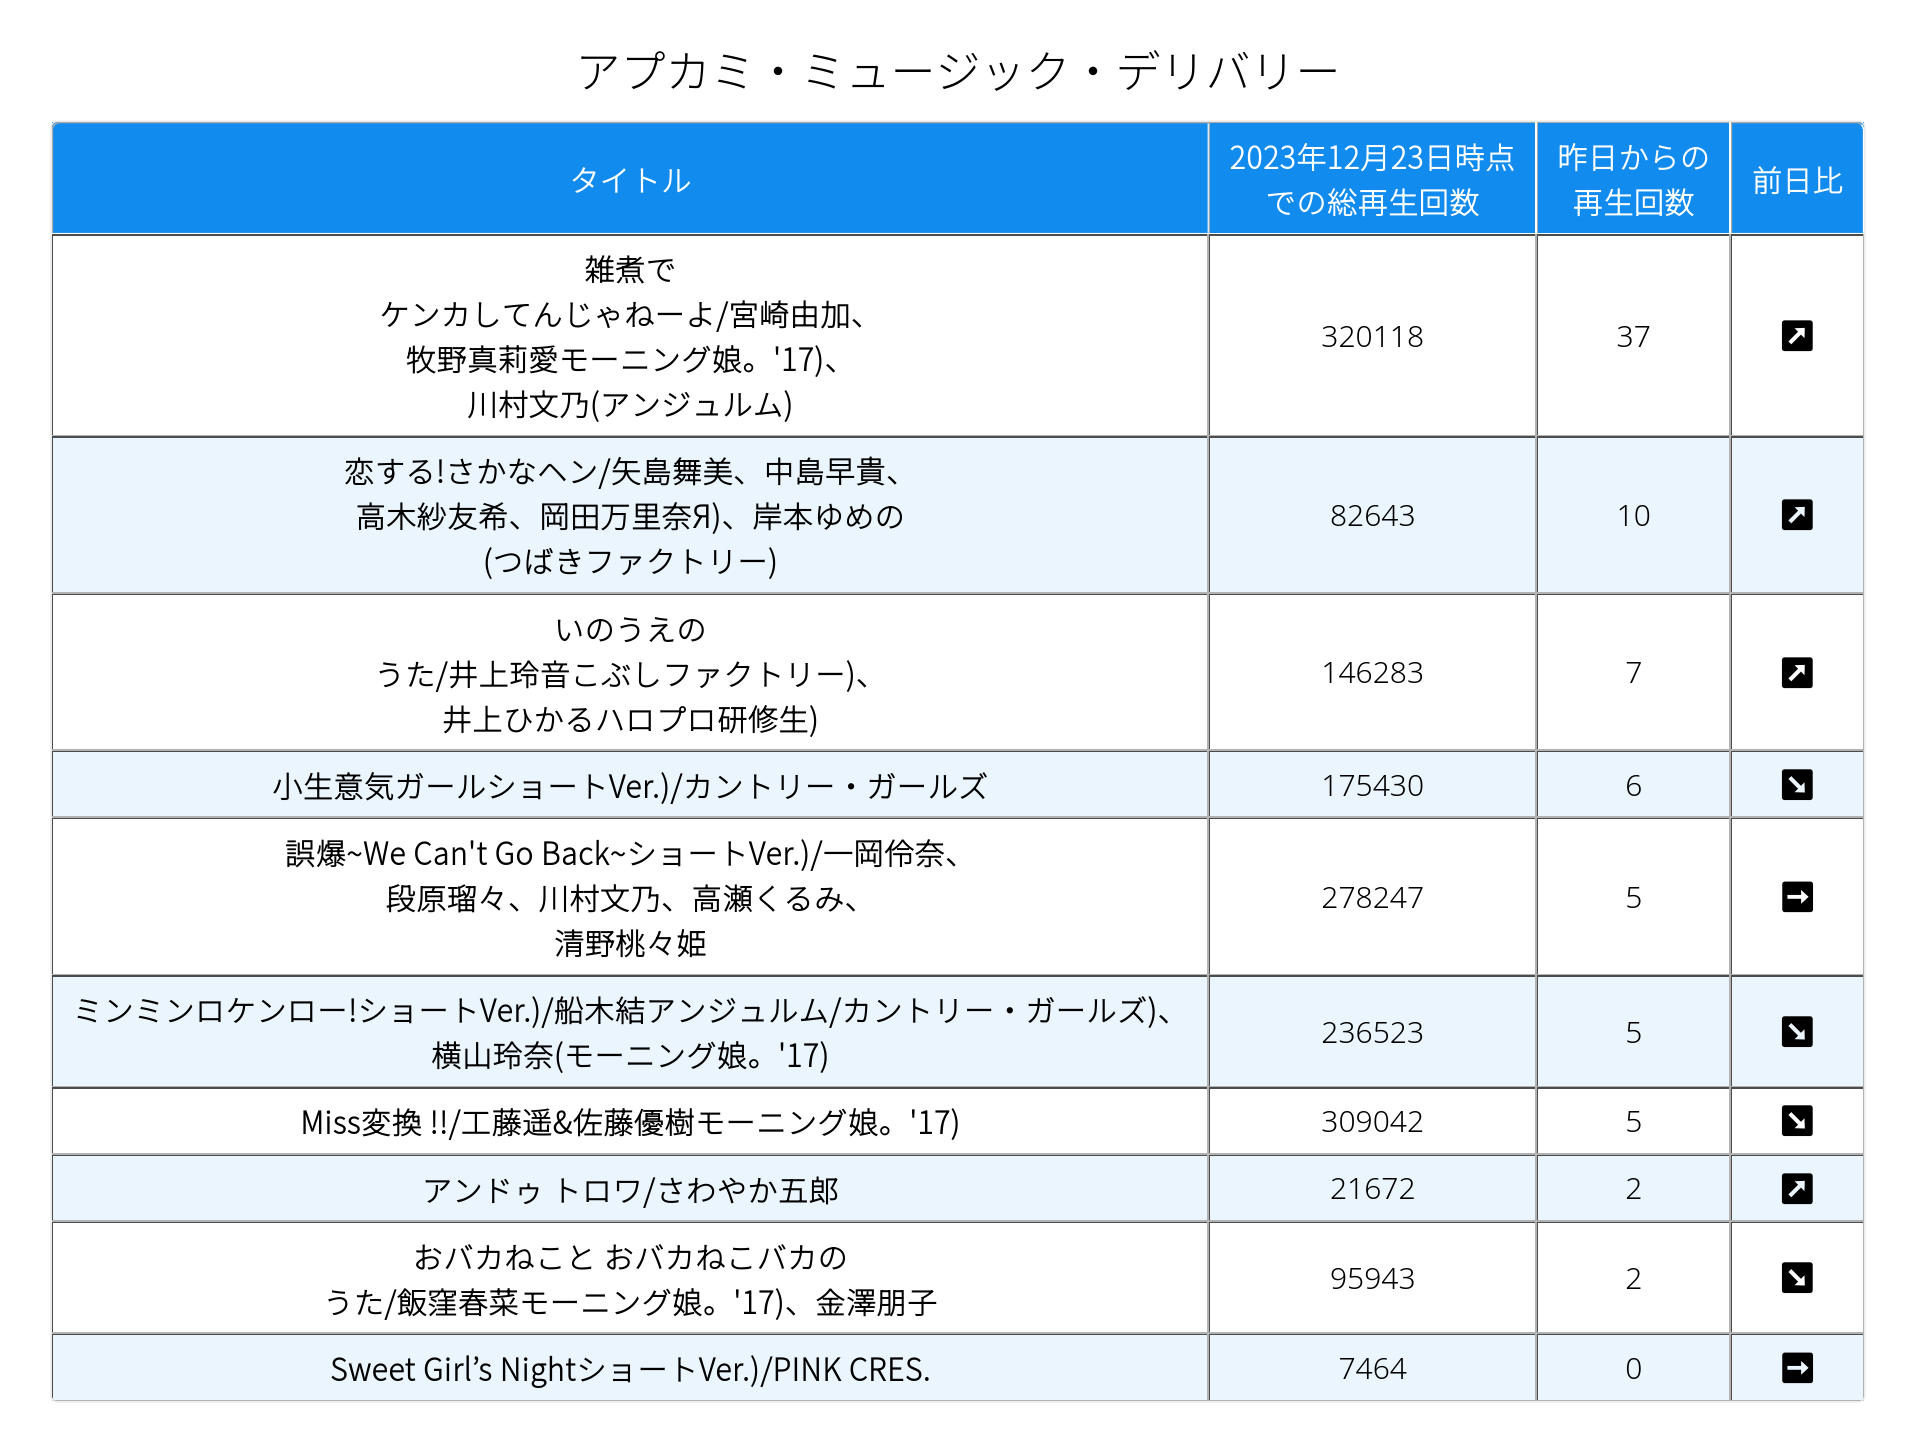 アプカミ・ミュージック・デリバリー
タイトル
2023年12月23日時点
での総再生回数
昨日からの
再生回数
前日比
雑煮で
ケンカしてんじゃねーよ/宮崎由加、
牧野真莉愛モーニング娘。'17)、
川村文乃(アンジュルム)
320118
37
↗
恋する!さかなヘン/矢島舞美、中島早貴、
高木紗友希、岡田万里奈Я)、岸本ゆめの
(つばきファクトリー)
82643
10
↗
いのうえの
うた/井上玲音こぶしファクトリー)、
井上ひかるハロプロ研修生)
146283
7
↗
小生意気ガールショートVer.)/カントリー・ガールズ
175430
6
↘
誤爆~We Can't Go Back~ショートVer.)/一岡伶奈、
段原瑠々、川村文乃、高瀬くるみ、
清野桃々姫
278247
5
→
ミンミンロケンロー!ショートVer.)/船木結アンジュルム/カントリー・ガールズ)、
横山玲奈(モーニング娘。'17)
236523
5
↘
Miss変換 !!/工藤遥&佐藤優樹モーニング娘。'17)
309042
5
↘
アンドゥ トロワ/さわやか五郎
21672
2
↗
おバカねこと おバカねこバカの
うた/飯窪春菜モーニング娘。'17)、金澤朋子
95943
2
↘
Sweet Girl’s NightショートVer.)/PINK CRES.
7464
0
→